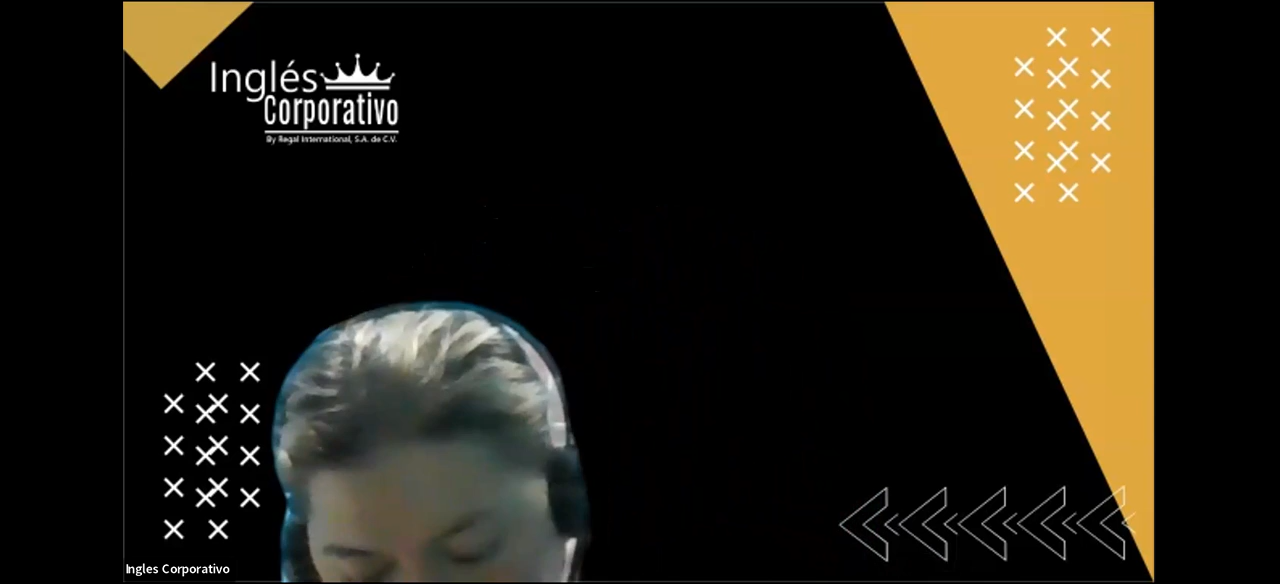 Inglés
Corporativo
By Regal International, S.A. de C.V.
Ingles Corporativo